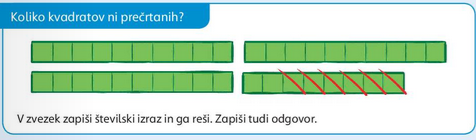 Koliko kvadratov ni prečrtanih?
V zvezek zapiši številski izraz in ga reši. Zapiši tudi odgovor.